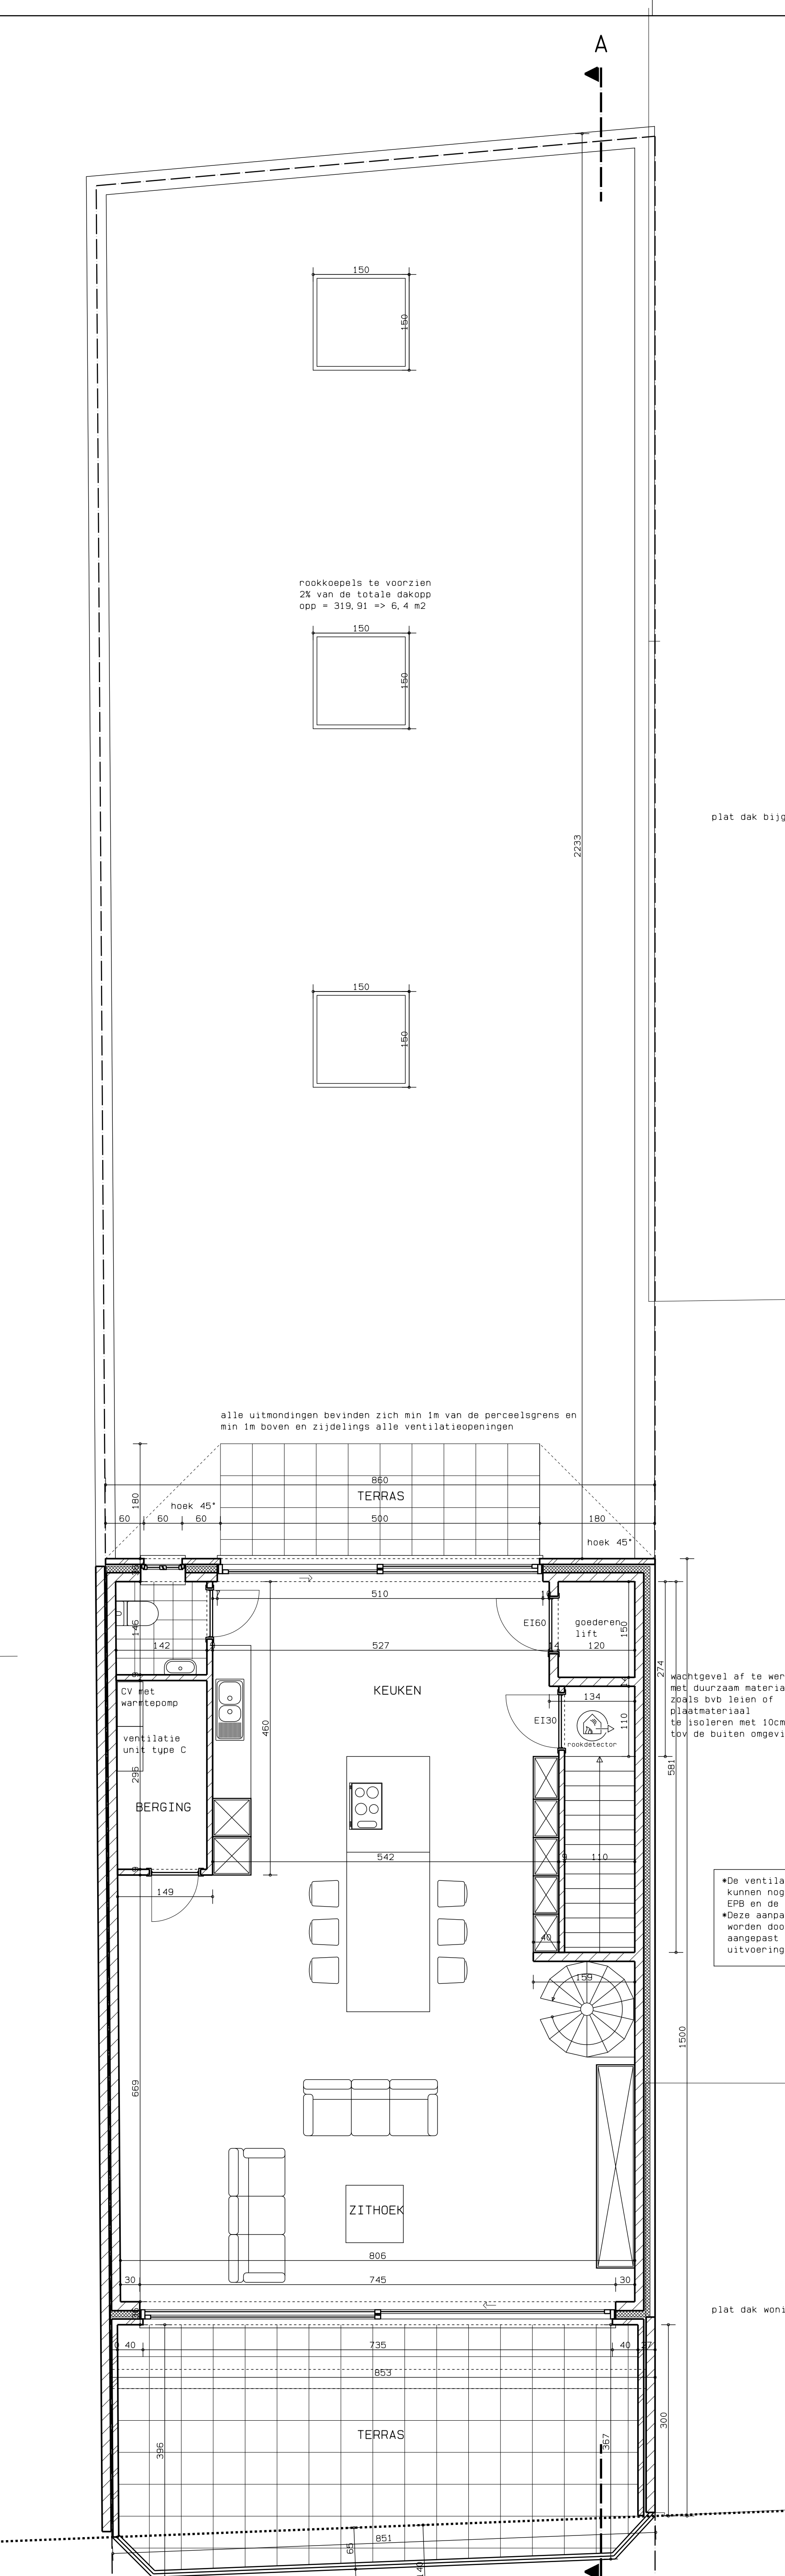 A
150
150
rookkoepels te voorzien
2% van de totale dakopp
opp = 319,91 => 6,4 m2
150
150
2233
plat dak bijg
150
150
alle uitmondingen bevinden zich min 1m van de perceelsgrens en
min 1m boven en zijdelings alle ventilatieopeningen
860
TERRAS
180
hoek 45°
60 60 60 500 180
hoek 45°
510
EI60
goederen
lift
150
146
142
527
14
120
274
KEUKEN
wachtgevel af te wer
met duurzaam materia
zoals bvb leien of
plaatmateriaal
te isoleren met 10cm
tov de buiten omgevi
CV met
warmtepomp
134
EI30
110
rookdetector
ventilatie
unit type C
460
581
295
BERGING
542
9
110
149
*De ventila
kunnen nog
EPB en de
*Deze aanpa
worden doo
aangepast
uitvoering
40
159
1500
669
ZITHOEK
806
30 745 30
plat dak woni
40 735 40
853
TERRAS
396
367
300
851
65
140